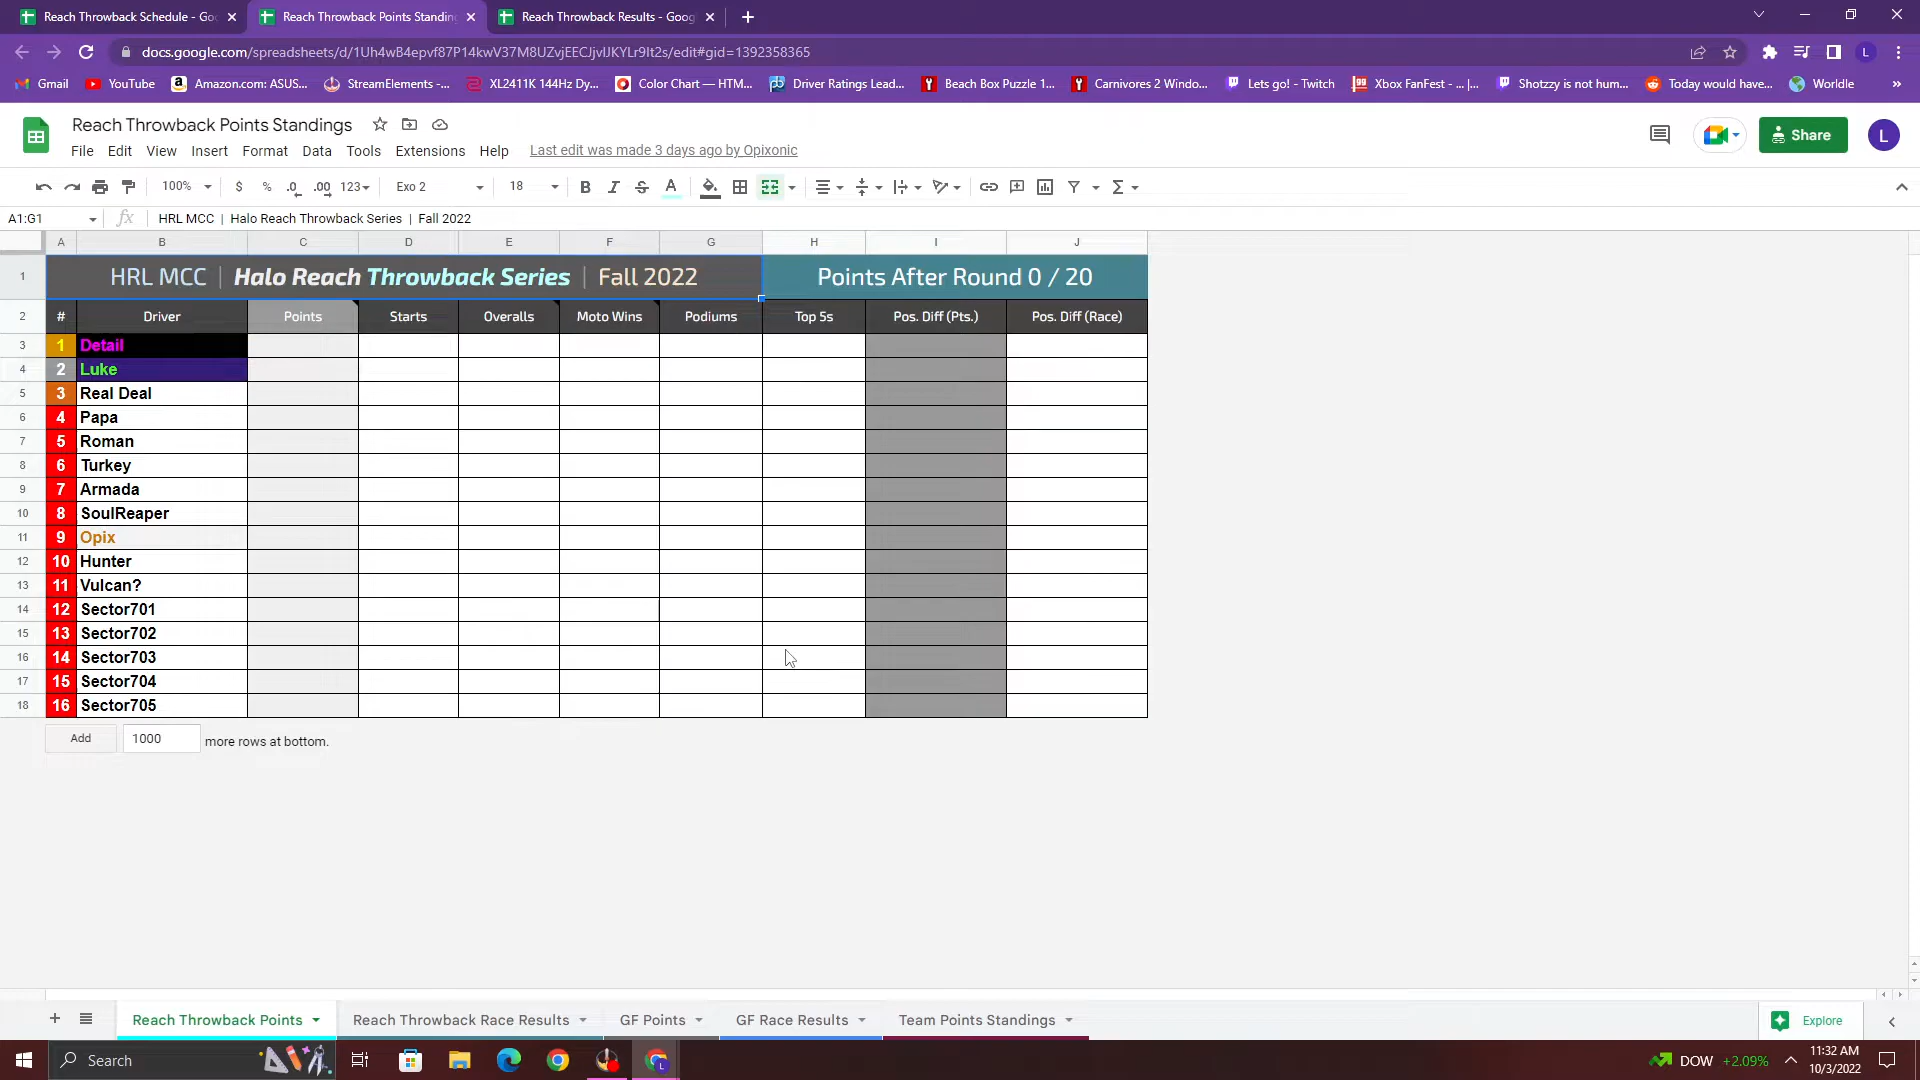 Reach Throwback Schedule - Goo
Reach Throwback Points Standing
Reach Throwback Results - Goog
docs.google.com/spreadsheets/d/1Uh4wB4epvf87P14kwV37M8UZvjEECJjvIJKYLr9It2s/edit#gid=1392358365
L
Gmail
YouTube
Amazon.com: ASUS...
StreamElements -...
XL2411K 144Hz Dy...
Color Chart — HTM...
Driver Ratings Lead...
Beach Box Puzzle 1...
Carnivores 2 Windo...
Lets go! - Twitch
Xbox FanFest - ... |...
Shotzzy is not hum...
Today would have...
Worldle
»
Reach Throwback Points Standings
Share
L
File Edit View Insert Format Data Tools Extensions Help Last edit was made 3 days ago by Opixonic
100% $ % .0 .00 123 Exo 2 18 B I S A Σ
A1:G1 fx HRL MCC | Halo Reach Throwback Series | Fall 2022
A B C D E F G H I J
1 HRL MCC | Halo Reach Throwback Series | Fall 2022 Points After Round 0 / 20
2 # Driver Points Starts Overalls Moto Wins Podiums Top 5s Pos. Diff (Pts.) Pos. Diff (Race)
3 1 Detail
4 2 Luke
5 3 Real Deal
6 4 Papa
7 5 Roman
8 6 Turkey
9 7 Armada
10 8 SoulReaper
11 9 Opix
12 10 Hunter
13 11 Vulcan?
14 12 Sector701
15 13 Sector702
16 14 Sector703
17 15 Sector704
18 16 Sector705
Add 1000 more rows at bottom.
Reach Throwback Points Reach Throwback Race Results GF Points GF Race Results Team Points Standings Explore
Search
DOW +2.09%
11:32 AM
10/3/2022